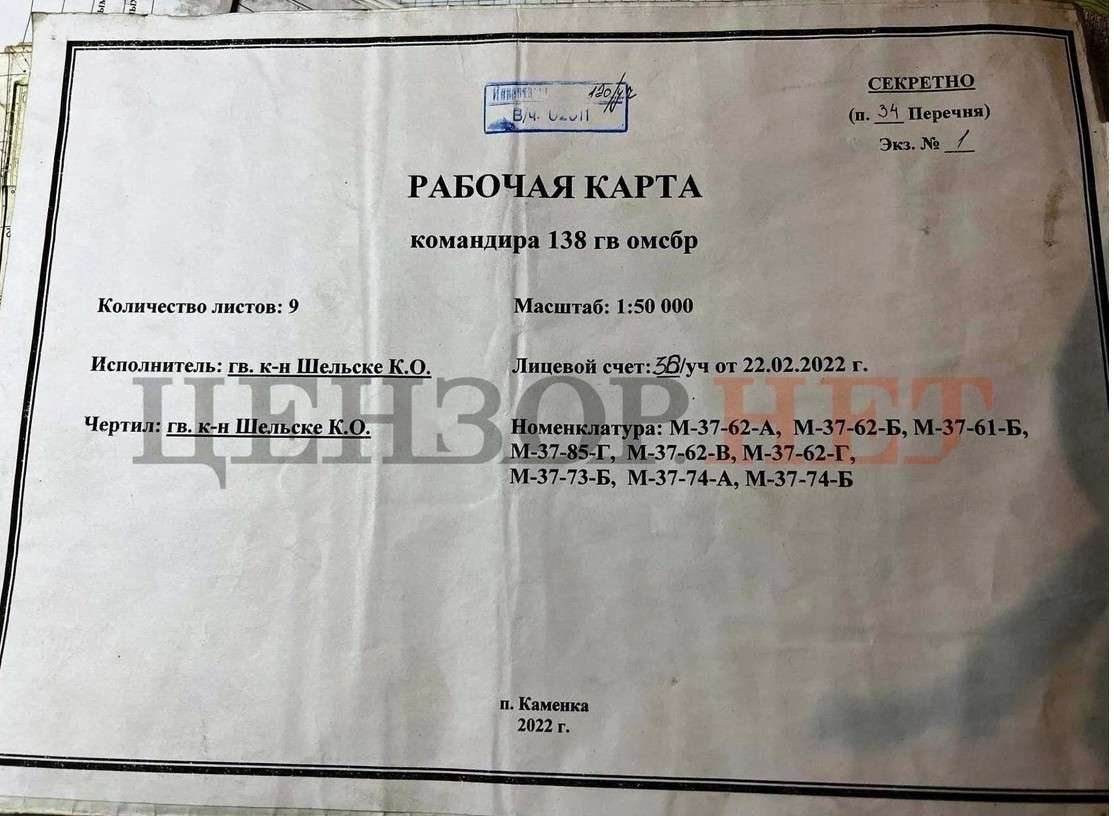 СЕКРЕТНО
(п. 34 Перечня)
Экз. № 1
В/ч. 02511
РАБОЧАЯ КАРТА
командира 138 гв омсбр
Количество листов: 9
Масштаб: 1:50 000
Исполнитель: гв. к-н Шельске К.О.
Лицевой счет: /уч от 22.02.2022 г.
Чертил: гв. к-н Шельске К.О.
Номенклатура: М-37-62-А, М-37-62-Б, М-37-61-Б,
М-37-85-Г, М-37-62-В, М-37-62-Г,
М-37-73-Б, М-37-74-А, М-37-74-Б
ЦЕНЗОР.НЕТ
п. Каменка
2022 г.